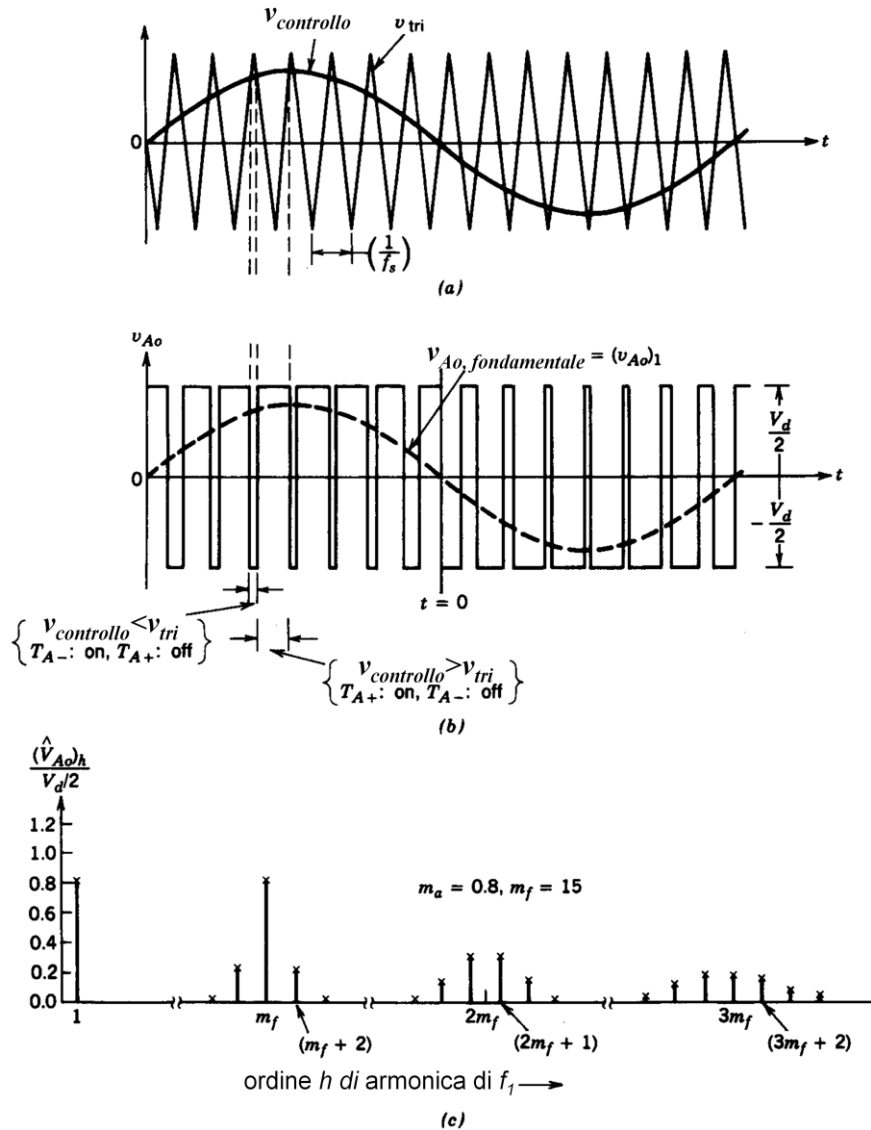 v_controllo
v_tri
0
t
(1/f_s)
(a)
v_Ao
v_Ao, fondamentale = (v_Ao)_1
0
t
V_d/2
-V_d/2
t = 0
v_controllo<v_tri
T_A-: on, T_A+: off
v_controllo>v_tri
T_A+: on, T_A-: off
(b)
(V̂_Ao)_h
V_d/2
1.2
1.0
0.8
m_a = 0.8, m_f = 15
0.6
0.4
0.2
0.0
1
m_f
2m_f
3m_f
(m_f + 2)
(2m_f + 1)
(3m_f + 2)
ordine h di armonica di f_1
(c)